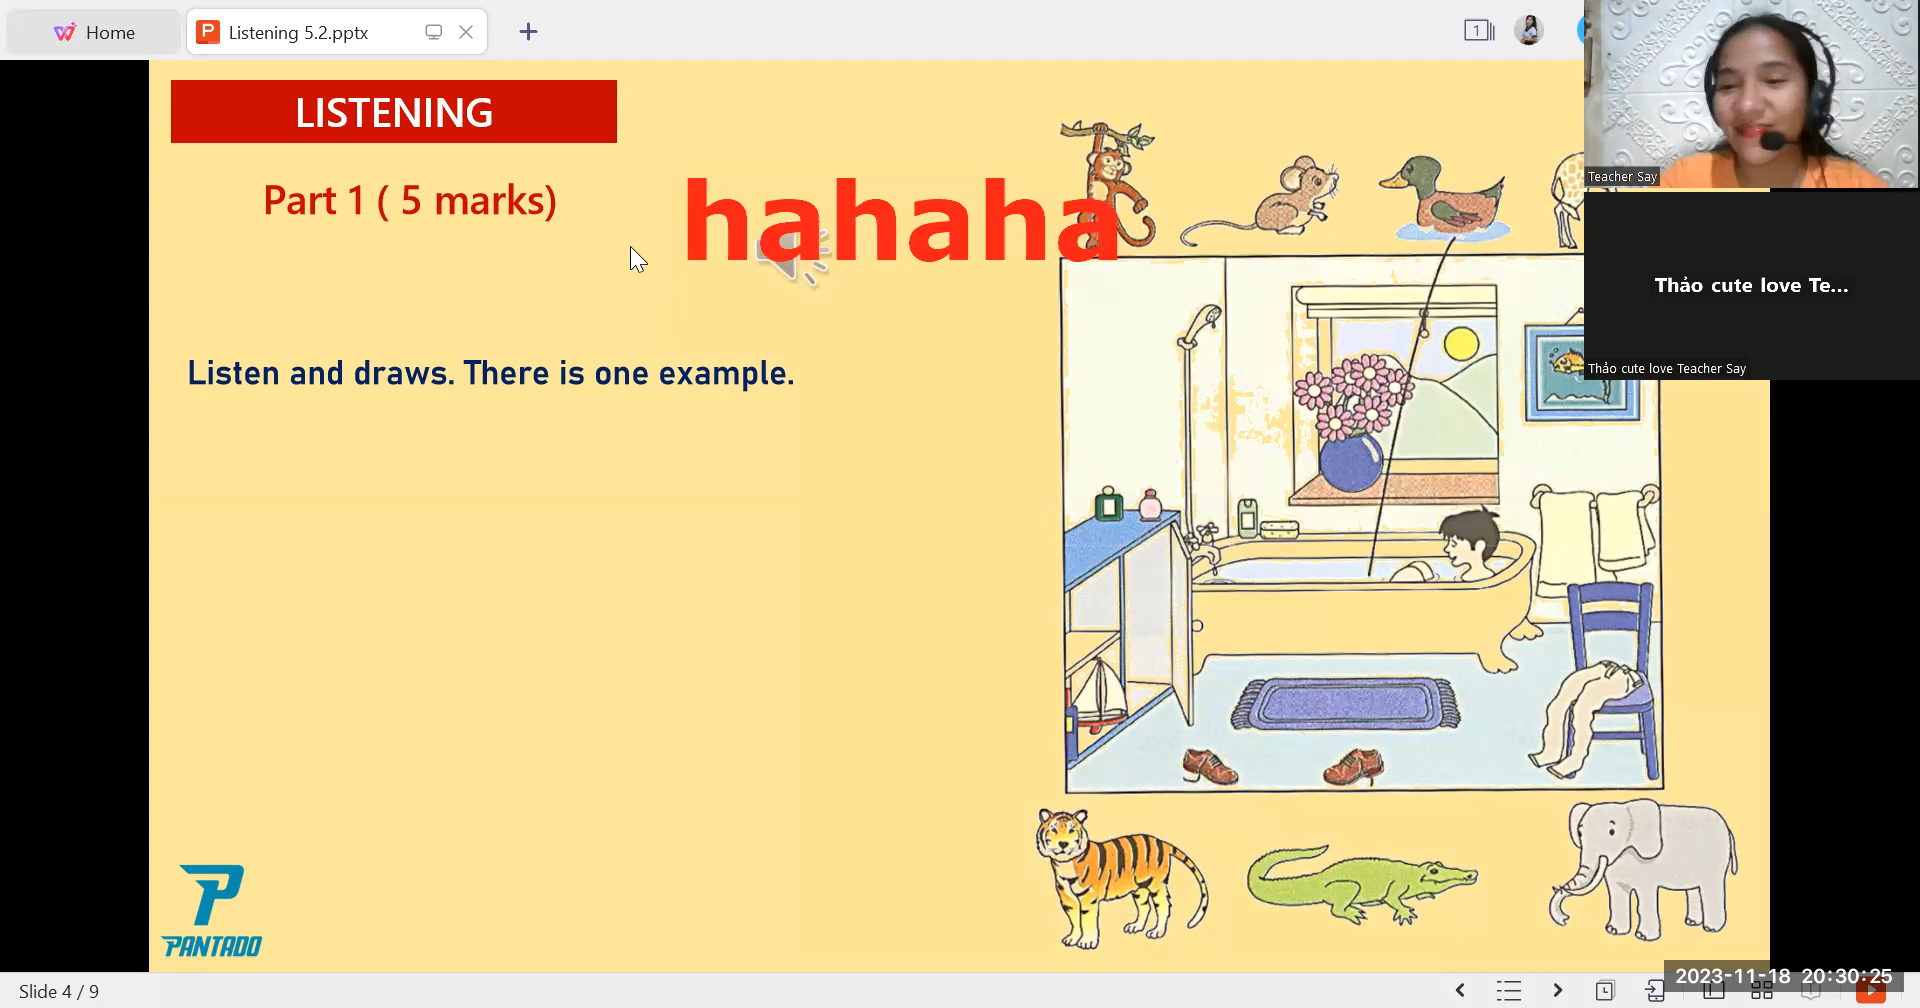 Home
Listening 5.2.pptx
1
LISTENING
Part 1 ( 5 marks)
hahaha
Listen and draws. There is one example.
Teacher Say
Thảo cute love Te...
Thảo cute love Teacher Say
PANTADO
Slide 4 / 9
2023-11-18 20:30:25